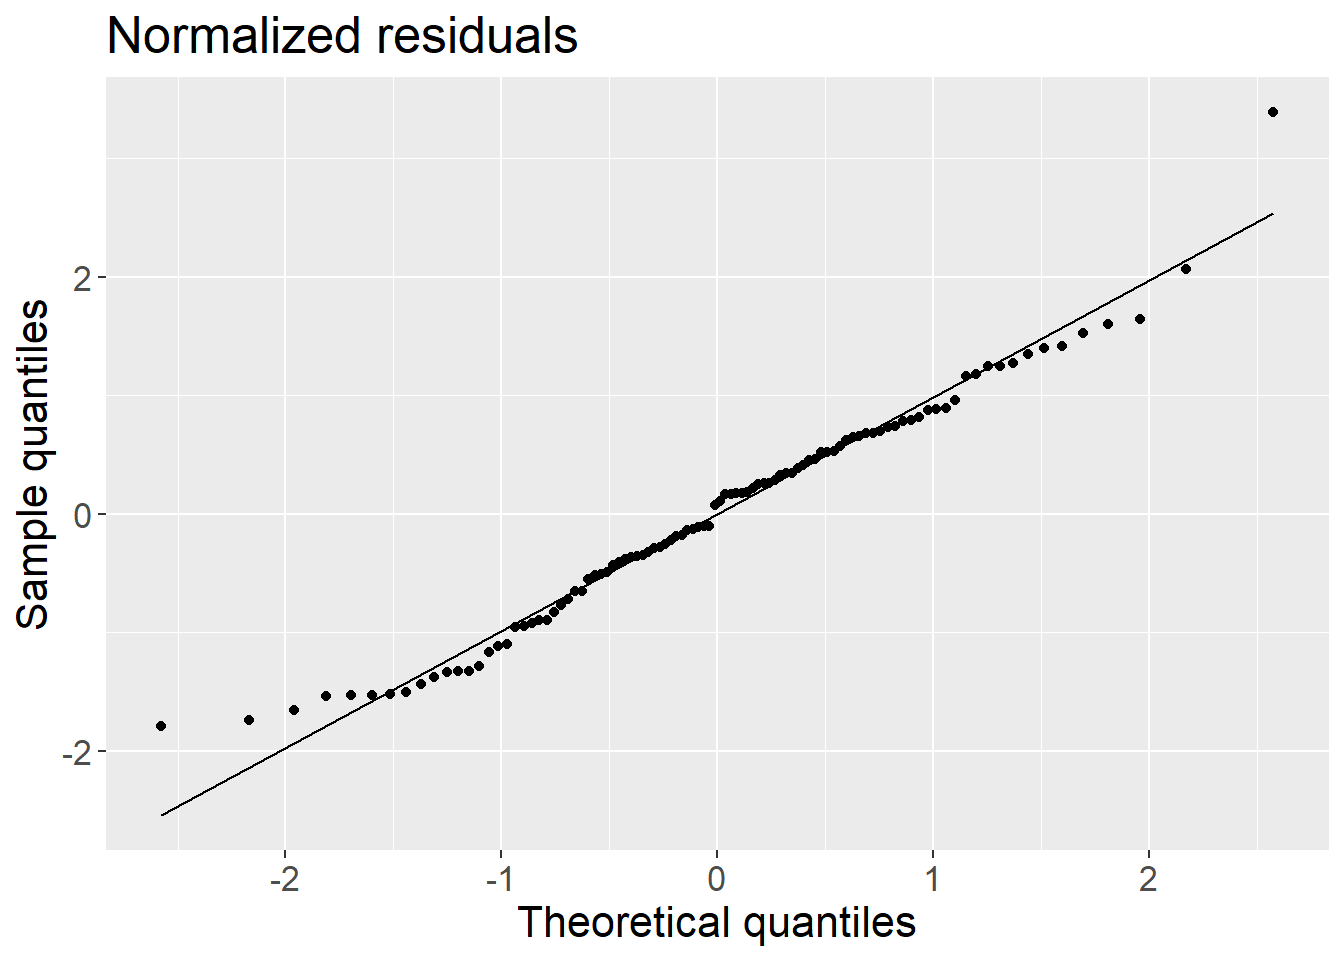 Normalized residuals
Sample quantiles
2
0
-2
-2
-1
0
1
2
Theoretical quantiles